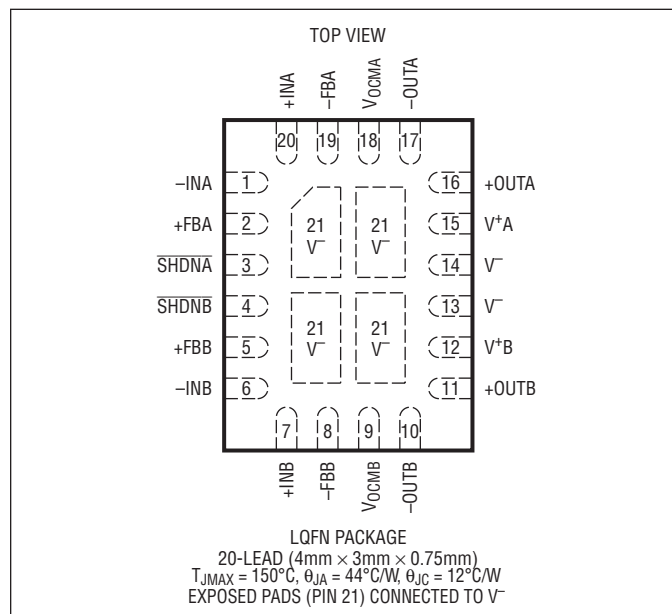 TOP VIEW
+INA
–FBA
VOCMA
–OUTA
20
19
18
17
–INA 1
16 +OUTA
+FBA 2
15 V+A
SHDNA 3
14 V–
SHDNB 4
13 V–
+FBB 5
12 V+B
–INB 6
11 +OUTB
21
V–
21
V–
21
V–
21
V–
7
8
9
10
+INB
–FBB
VOCMB
–OUTB
LQFN PACKAGE
20-LEAD (4mm × 3mm × 0.75mm)
TJMAX = 150°C, θJA = 44°C/W, θJC = 12°C/W
EXPOSED PADS (PIN 21) CONNECTED TO V–